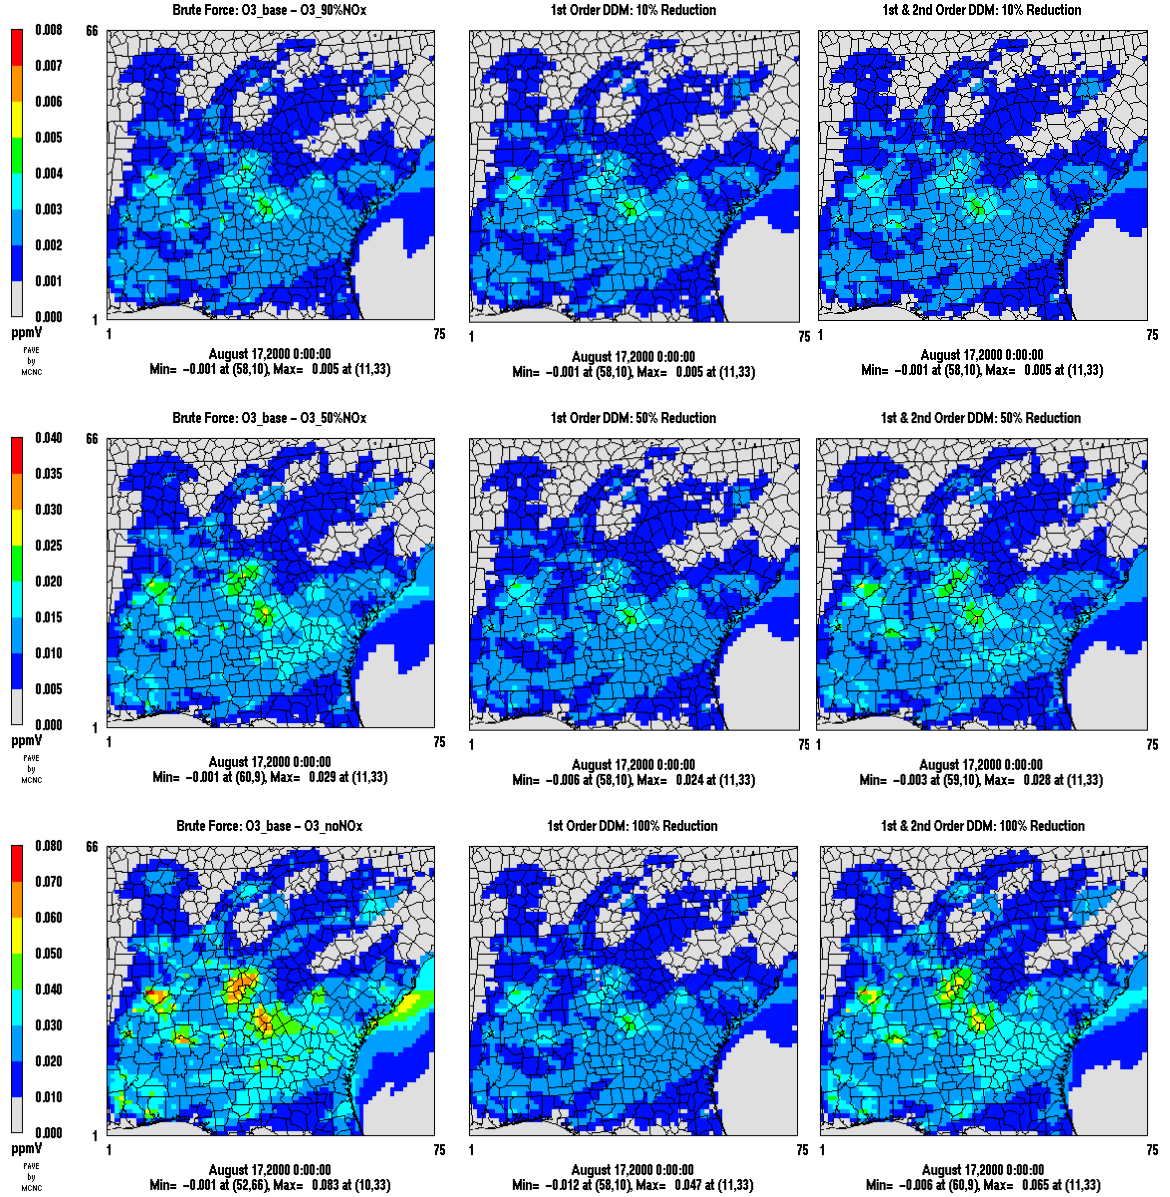 Brute Force: O3_base – O3_90%NOx
1st Order DDM: 10% Reduction
1st & 2nd Order DDM: 10% Reduction
0.008
0.007
0.006
0.005
0.004
0.003
0.002
0.001
0.000
ppmV
PAVE
by
MCNC
66
1
1
75
1
75
1
75
August 17,2000 0:00:00
Min= -0.001 at (58,10), Max= 0.005 at (11,33)
August 17,2000 0:00:00
Min= -0.001 at (58,10), Max= 0.005 at (11,33)
August 17,2000 0:00:00
Min= -0.001 at (58,10), Max= 0.005 at (11,33)
Brute Force: O3_base – O3_50%NOx
1st Order DDM: 50% Reduction
1st & 2nd Order DDM: 50% Reduction
0.040
0.035
0.030
0.025
0.020
0.015
0.010
0.005
0.000
ppmV
PAVE
by
MCNC
66
1
1
75
1
75
1
75
August 17,2000 0:00:00
Min= -0.001 at (60,9), Max= 0.029 at (11,33)
August 17,2000 0:00:00
Min= -0.006 at (58,10), Max= 0.024 at (11,33)
August 17,2000 0:00:00
Min= -0.003 at (59,10), Max= 0.028 at (11,33)
Brute Force: O3_base – O3_noNOx
1st Order DDM: 100% Reduction
1st & 2nd Order DDM: 100% Reduction
0.080
0.070
0.060
0.050
0.040
0.030
0.020
0.010
0.000
ppmV
PAVE
by
MCNC
66
1
1
75
1
75
1
75
August 17,2000 0:00:00
Min= -0.001 at (52,66), Max= 0.083 at (10,33)
August 17,2000 0:00:00
Min= -0.012 at (58,10), Max= 0.047 at (11,33)
August 17,2000 0:00:00
Min= -0.006 at (60,9), Max= 0.065 at (11,33)